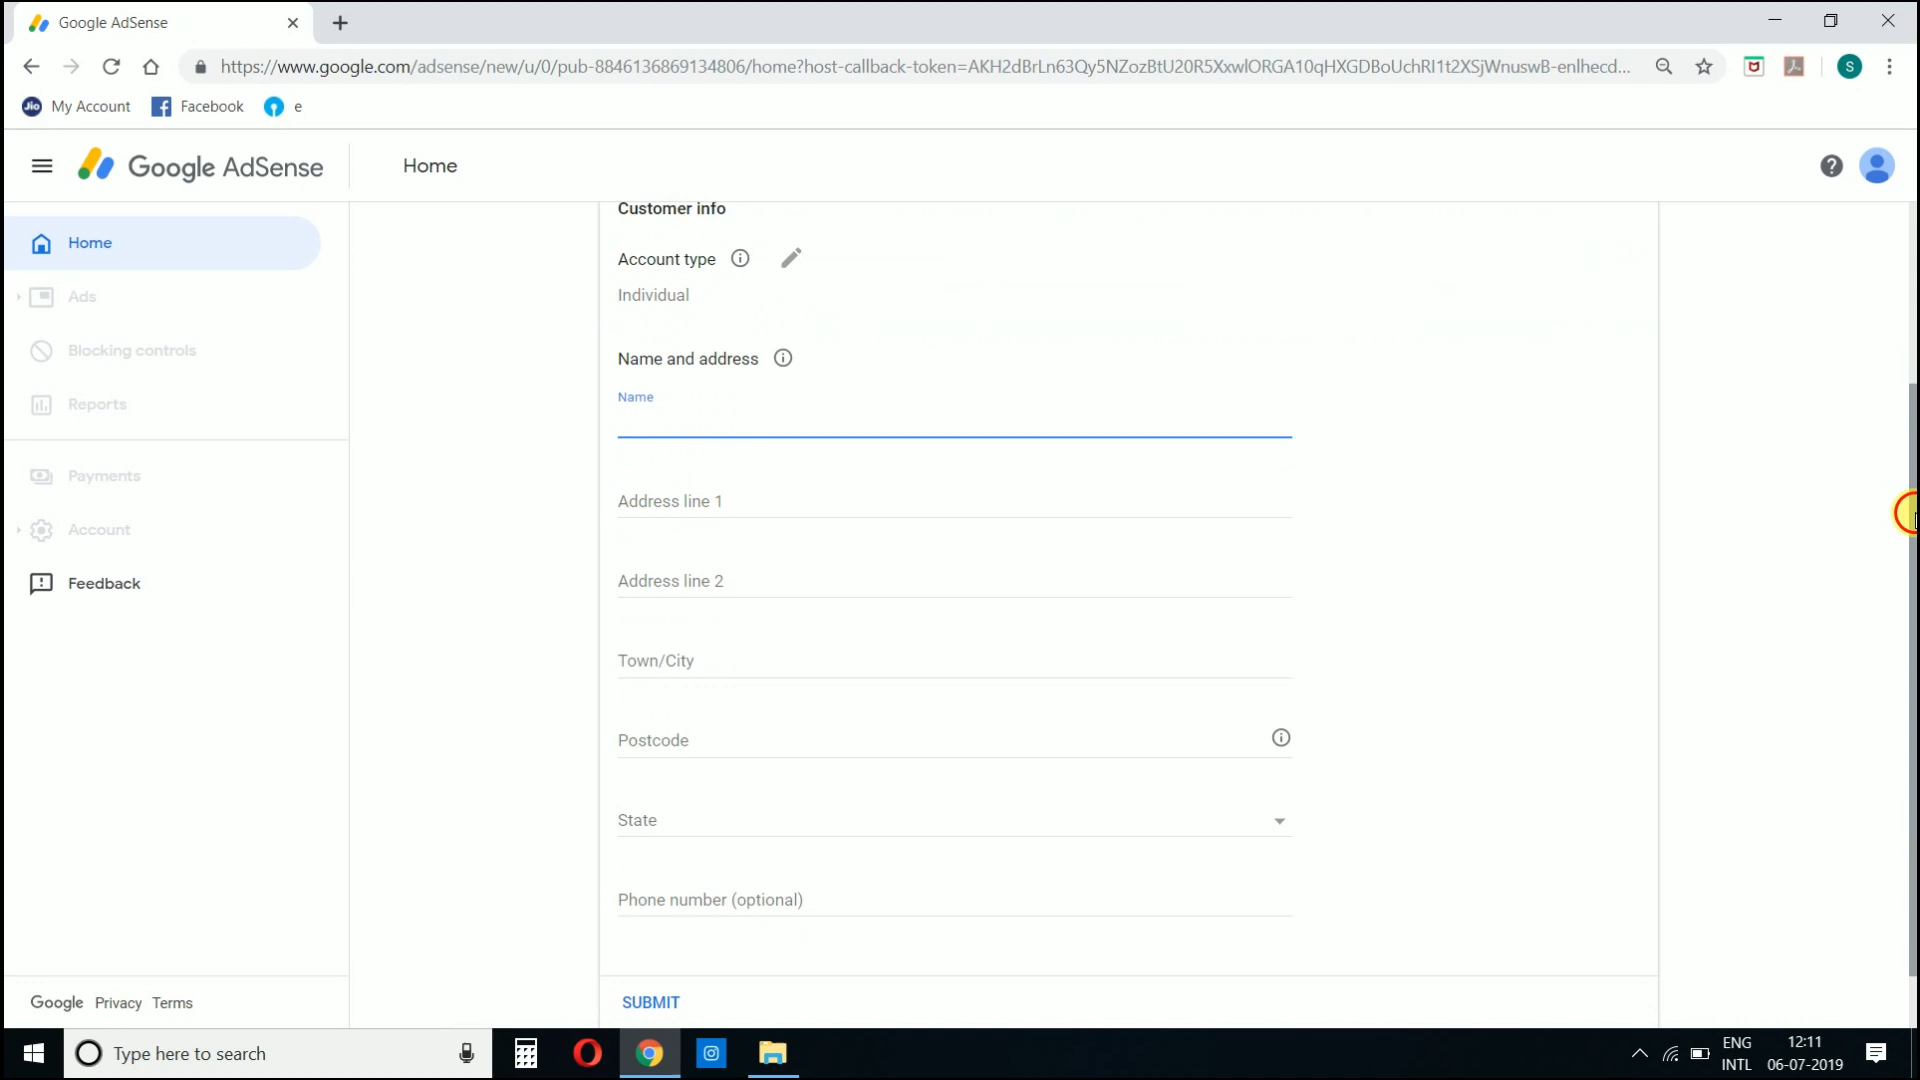 Google AdSense
https://www.google.com/adsense/new/u/0/pub-8846136869134806/home?host-callback-token=AKH2dBrLn63Qy5NZozBtU20R5XxwlORGA10qHXGDBoUchRI1t2XSjWnuswB-enlhecd...
S
Jio My Account
Facebook
e
Google AdSense
Home
Customer info
Home
Account type
Ads
Individual
Blocking controls
Name and address
Name
Reports
Payments
Address line 1
Account
Address line 2
Feedback
Town/City
Postcode
State
Phone number (optional)
Google Privacy Terms
SUBMIT
Type here to search
ENG
INTL
12:11
06-07-2019